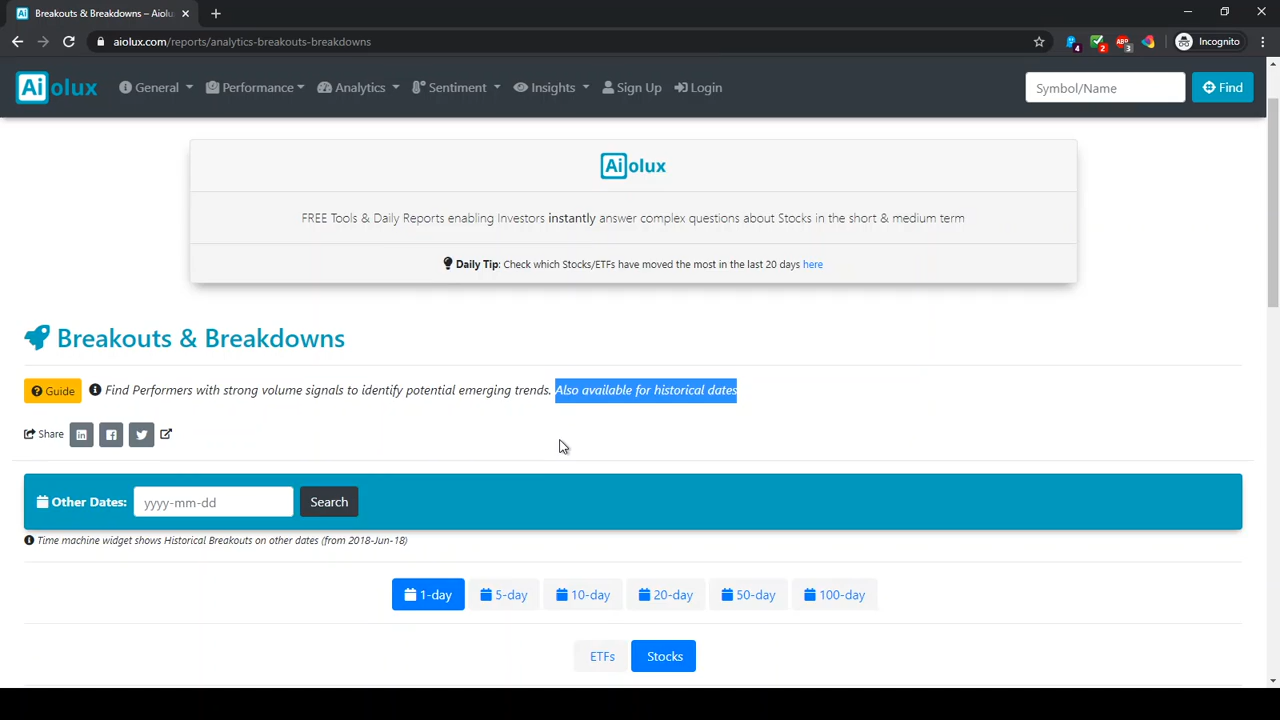 Breakouts & Breakdowns – Aiolu
aiolux.com/reports/analytics-breakouts-breakdowns
4
2
ABP
3
Incognito
Aiolux
General
Performance
Analytics
Sentiment
Insights
Sign Up
Login
Symbol/Name
Find
Aiolux
FREE Tools & Daily Reports enabling Investors instantly answer complex questions about Stocks in the short & medium term
Daily Tip: Check which Stocks/ETFs have moved the most in the last 20 days here
Breakouts & Breakdowns
Guide
Find Performers with strong volume signals to identify potential emerging trends. Also available for historical dates
Share
Other Dates:
yyyy-mm-dd
Search
Time machine widget shows Historical Breakouts on other dates (from 2018-Jun-18)
1-day
5-day
10-day
20-day
50-day
100-day
ETFs
Stocks